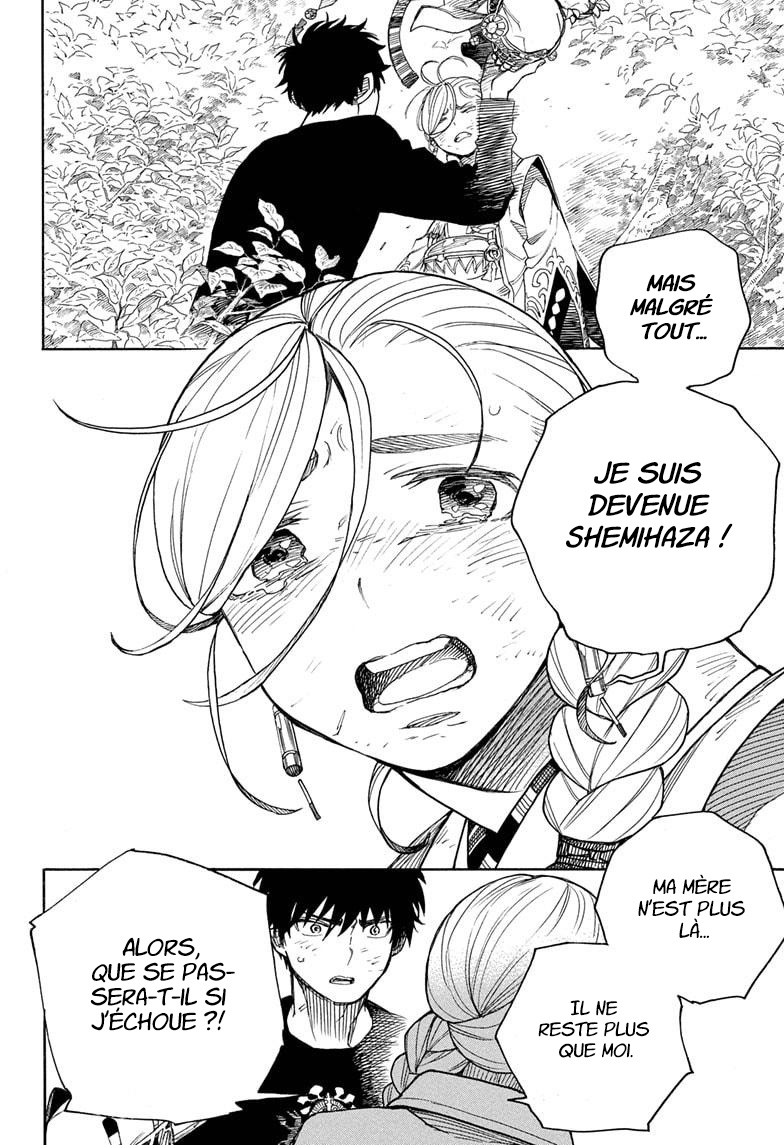 MAIS
MALGRÉ
TOUT...
JE SUIS
DEVENUE
SHEMIHAZA !
MA MÈRE
N'EST PLUS
LÀ...
IL NE
RESTE PLUS
QUE MOI.
ALORS,
QUE SE PAS-
SERA-T-IL SI
J'ÉCHOUE ?!